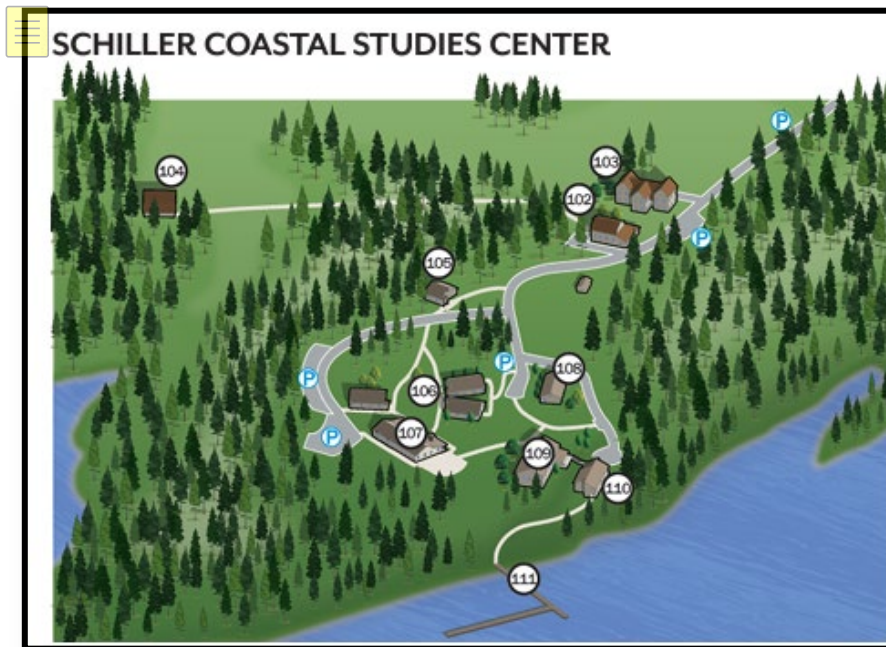 SCHILLER COASTAL STUDIES CENTER
P
103
104
102
P
105
P
108
P
106
107
P
109
110
111